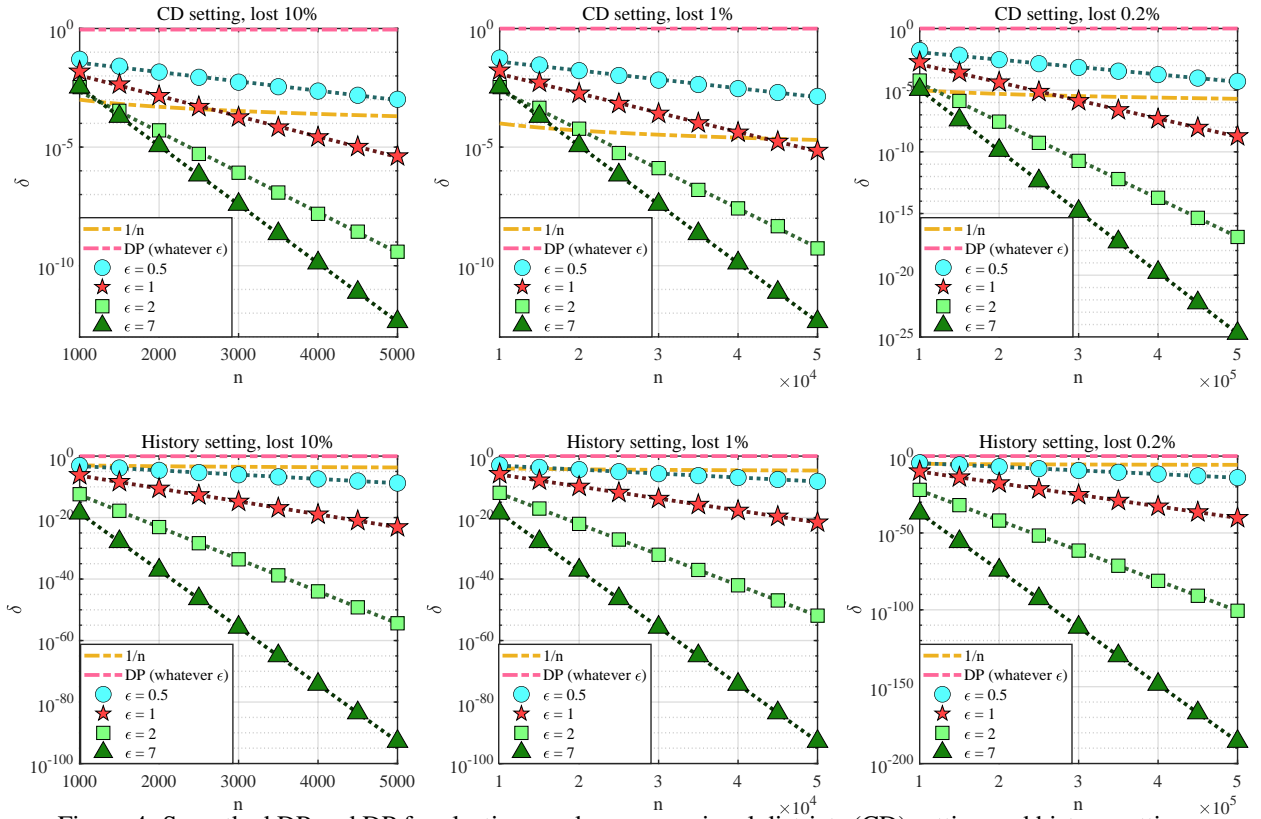 CD setting, lost 10%
10^0
10^-5
10^-10
δ
1/n
DP (whatever ϵ)
ϵ = 0.5
ϵ = 1
ϵ = 2
ϵ = 7
1000 2000 3000 4000 5000
n
CD setting, lost 1%
10^0
10^-5
10^-10
δ
1/n
DP (whatever ϵ)
ϵ = 0.5
ϵ = 1
ϵ = 2
ϵ = 7
1 2 3 4 5
×10^4
n
CD setting, lost 0.2%
10^0
10^-5
10^-10
10^-15
10^-20
10^-25
δ
1/n
DP (whatever ϵ)
ϵ = 0.5
ϵ = 1
ϵ = 2
ϵ = 7
1 2 3 4 5
×10^5
n
History setting, lost 10%
10^0
10^-20
10^-40
10^-60
10^-80
10^-100
δ
1/n
DP (whatever ϵ)
ϵ = 0.5
ϵ = 1
ϵ = 2
ϵ = 7
1000 2000 3000 4000 5000
n
History setting, lost 1%
10^0
10^-20
10^-40
10^-60
10^-80
10^-100
δ
1/n
DP (whatever ϵ)
ϵ = 0.5
ϵ = 1
ϵ = 2
ϵ = 7
1 2 3 4 5
×10^4
n
History setting, lost 0.2%
10^0
10^-50
10^-100
10^-150
10^-200
δ
1/n
DP (whatever ϵ)
ϵ = 0.5
ϵ = 1
ϵ = 2
ϵ = 7
1 2 3 4 5
×10^5
n